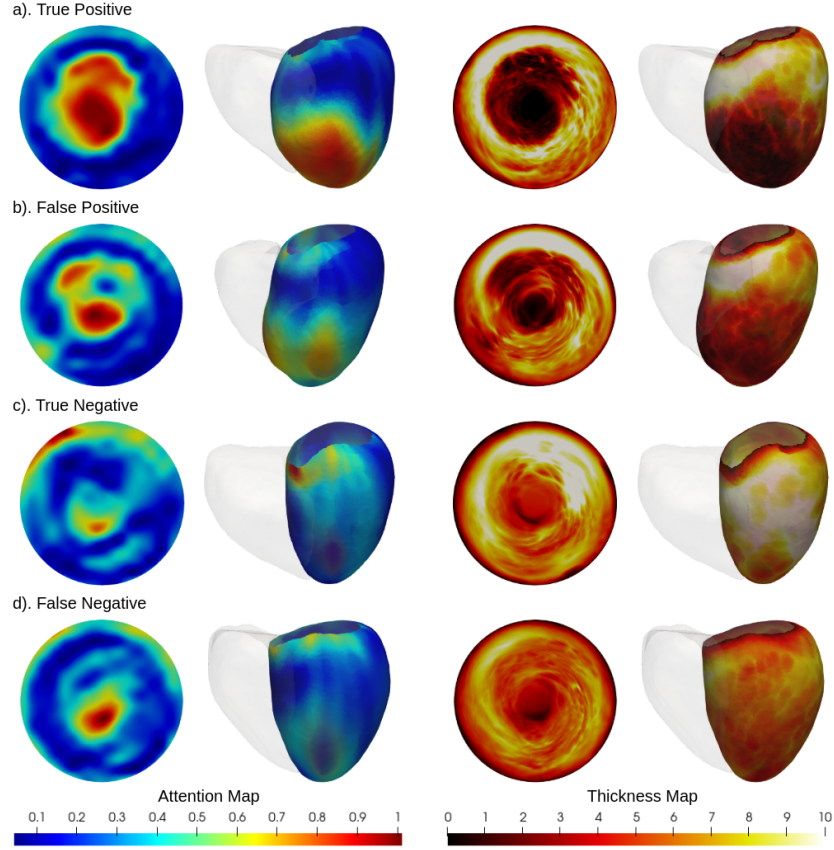 a). True Positive
b). False Positive
c). True Negative
d). False Negative
Attention Map
Thickness Map
0.1 0.2 0.3 0.4 0.5 0.6 0.7 0.8 0.9 1
0 1 2 3 4 5 6 7 8 9 10